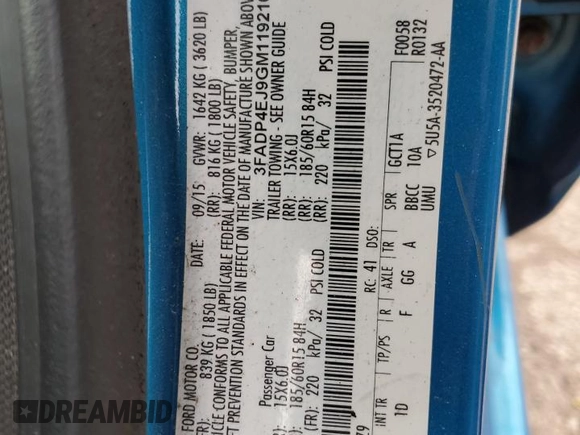 FORD MOTOR CO. DATE: 09/15 GVWR: 1642 KG ( 3620 LB)
839 KG ( 1850 LB) (RR): 816 KG ( 1800 LB)
CONFORMS TO ALL APPLICABLE FEDERAL MOTOR VEHICLE SAFETY, BUMPER,
PREVENTION STANDARDS IN EFFECT ON THE DATE OF MANUFACTURE SHOWN ABOVE
VIN: 3FADP4EJ9GM119210
Passenger Car TRAILER TOWING - SEE OWNER GUIDE
15X6.0J (RR): 15X6.0J
185/60R15 84H (RR): 185/60R15 84H
(FR): 220 kPa/ 32 PSI COLD (RR): 220 kPa/ 32 PSI COLD
RC: 41 DSO: F0058
R0132
INT TR TP/PS R AXLE TR SPR GCT1A
1D F GG A BBCC 10A
UMU ▽5U5A-3520472-AA
DREAMBID